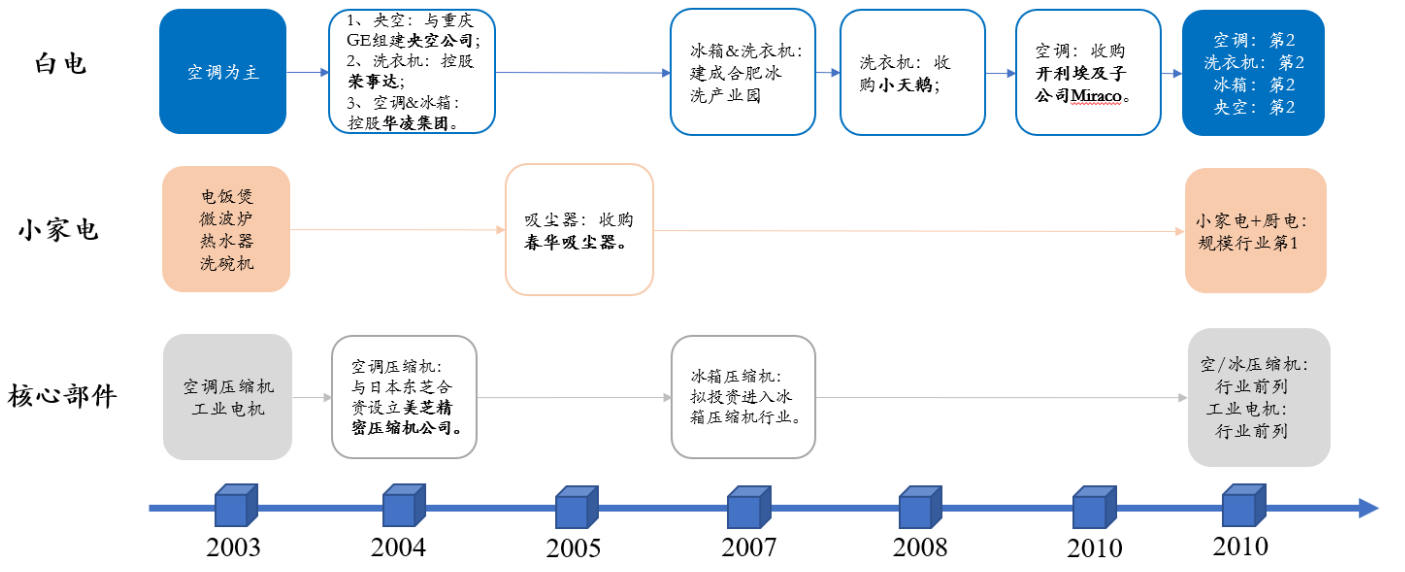 白电
空调为主
1、央空：与重庆
GE组建央空公司；
2、洗衣机：控股
荣事达；
3、空调&冰箱：
控股华凌集团。
冰箱&洗衣机：
建成合肥冰
洗产业园
洗衣机：收
购小天鹅；
空调：收购
开利埃及子
公司Miraco。
空调：第2
洗衣机：第2
冰箱：第2
央空：第2
小家电
电饭煲
微波炉
热水器
洗碗机
吸尘器：收购
春华吸尘器。
小家电+厨电：
规模行业第1
核心部件
空调压缩机
工业电机
空调压缩机：
与日本东芝合
资设立美芝精
密压缩机公司。
冰箱压缩机：
拟投资进入冰
箱压缩机行业。
空/冰压缩机：
行业前列
工业电机：
行业前列
2003
2004
2005
2007
2008
2010
2010